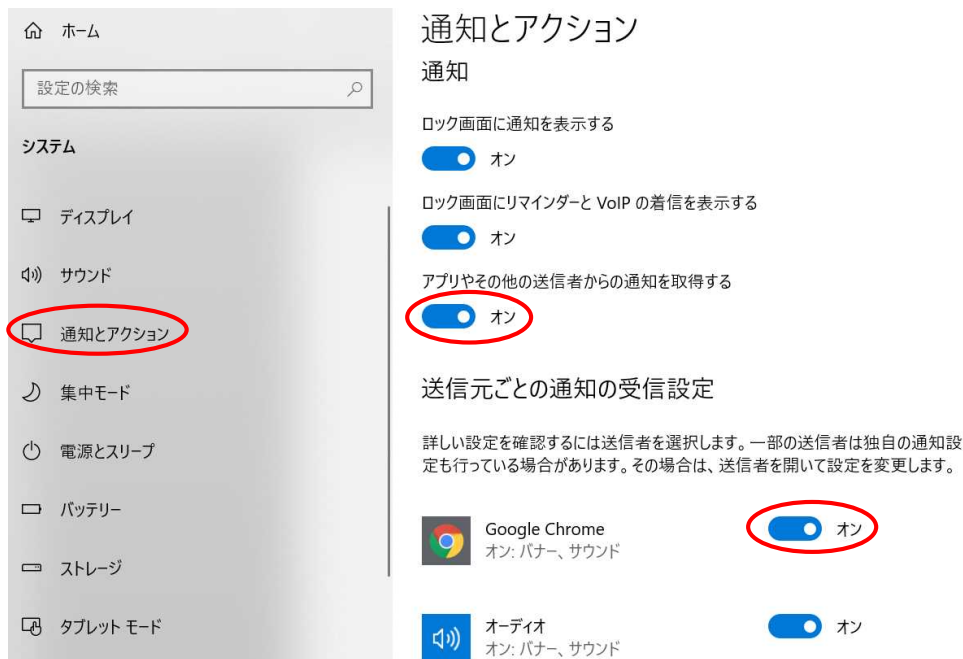 ホーム
設定の検索
システム
ディスプレイ
サウンド
通知とアクション
集中モード
電源とスリープ
バッテリー
ストレージ
タブレット モード
通知とアクション
通知
ロック画面に通知を表示する
オン
ロック画面にリマインダーと VoIP の着信を表示する
オン
アプリやその他の送信者からの通知を取得する
オン
送信元ごとの通知の受信設定
詳しい設定を確認するには送信者を選択します。一部の送信者は独自の通知設
定も行っている場合があります。その場合は、送信者を開いて設定を変更します。
Google Chrome
オン: バナー、サウンド
オン
オーディオ
オン: バナー、サウンド
オン